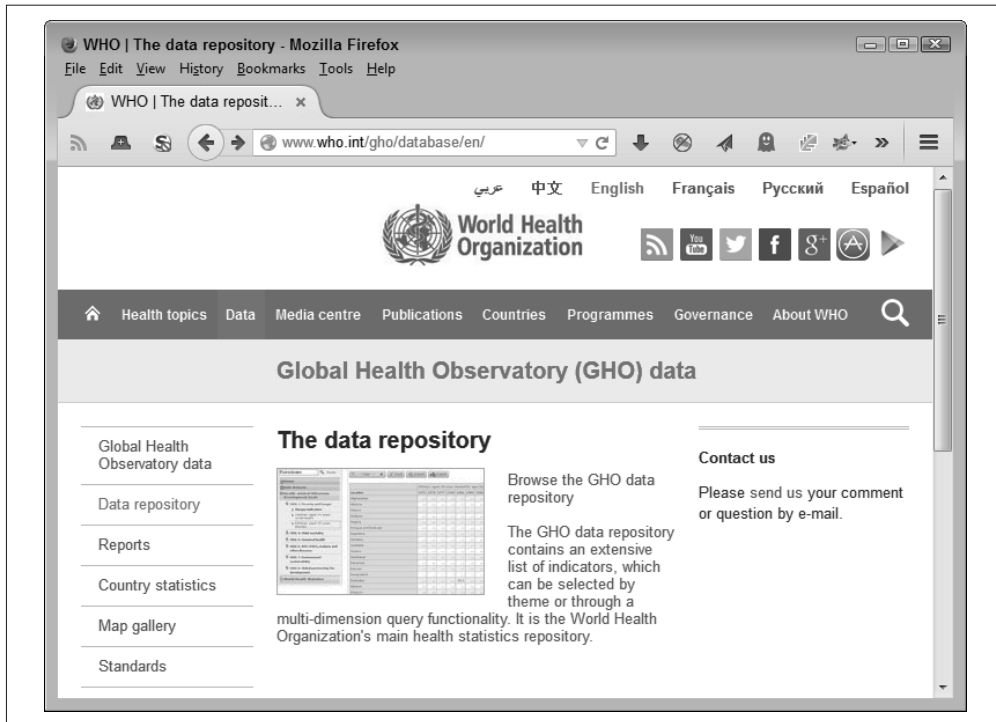 WHO | The data repository - Mozilla Firefox
File Edit View History Bookmarks Tools Help
WHO | The data reposit... ×
www.who.int/gho/database/en/
عربي 中文 English Français Русский Español
World Health
Organization
You
Tube
f
8+
Health topics Data Media centre Publications Countries Programmes Governance About WHO
Global Health Observatory (GHO) data
Global Health
Observatory data
Data repository
Reports
Country statistics
Map gallery
Standards
The data repository
Browse the GHO data
repository
The GHO data repository
contains an extensive
list of indicators, which
can be selected by
theme or through a
multi-dimension query functionality. It is the World Health
Organization's main health statistics repository.
Contact us
Please send us your comment
or question by e-mail.